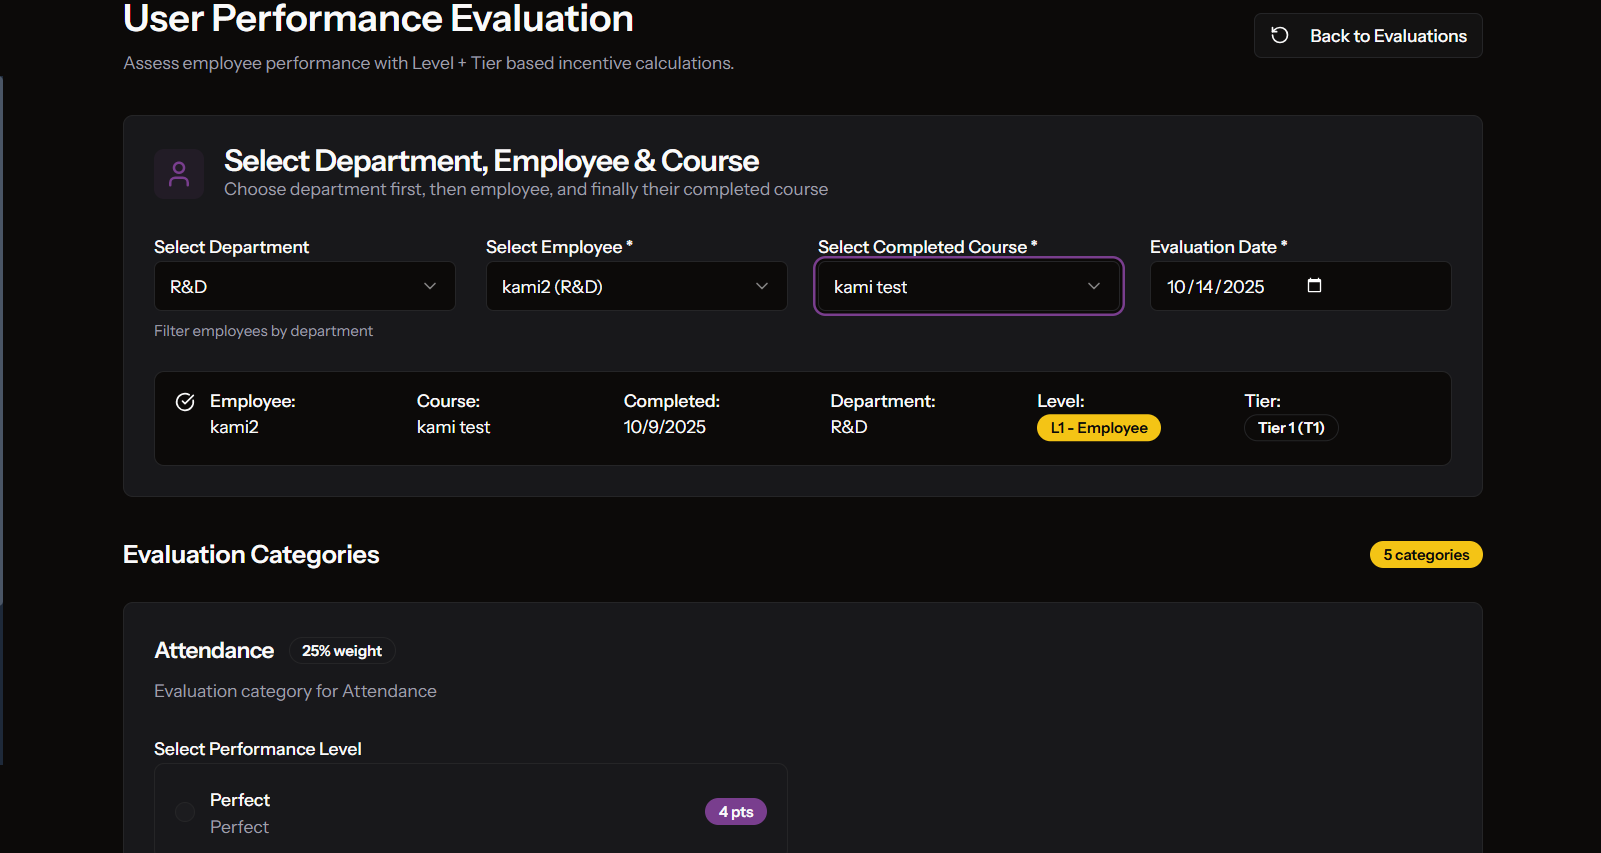 User Performance Evaluation
Back to Evaluations
Assess employee performance with Level + Tier based incentive calculations.
Select Department, Employee & Course
Choose department first, then employee, and finally their completed course
Select Department
Select Employee *
Select Completed Course *
Evaluation Date *
R&D
kami2 (R&D)
kami test
10/14/2025
Filter employees by department
Employee:
kami2
Course:
kami test
Completed:
10/9/2025
Department:
R&D
Level:
L1 - Employee
Tier:
Tier 1 (T1)
Evaluation Categories
5 categories
Attendance
25% weight
Evaluation category for Attendance
Select Performance Level
Perfect
Perfect
4 pts